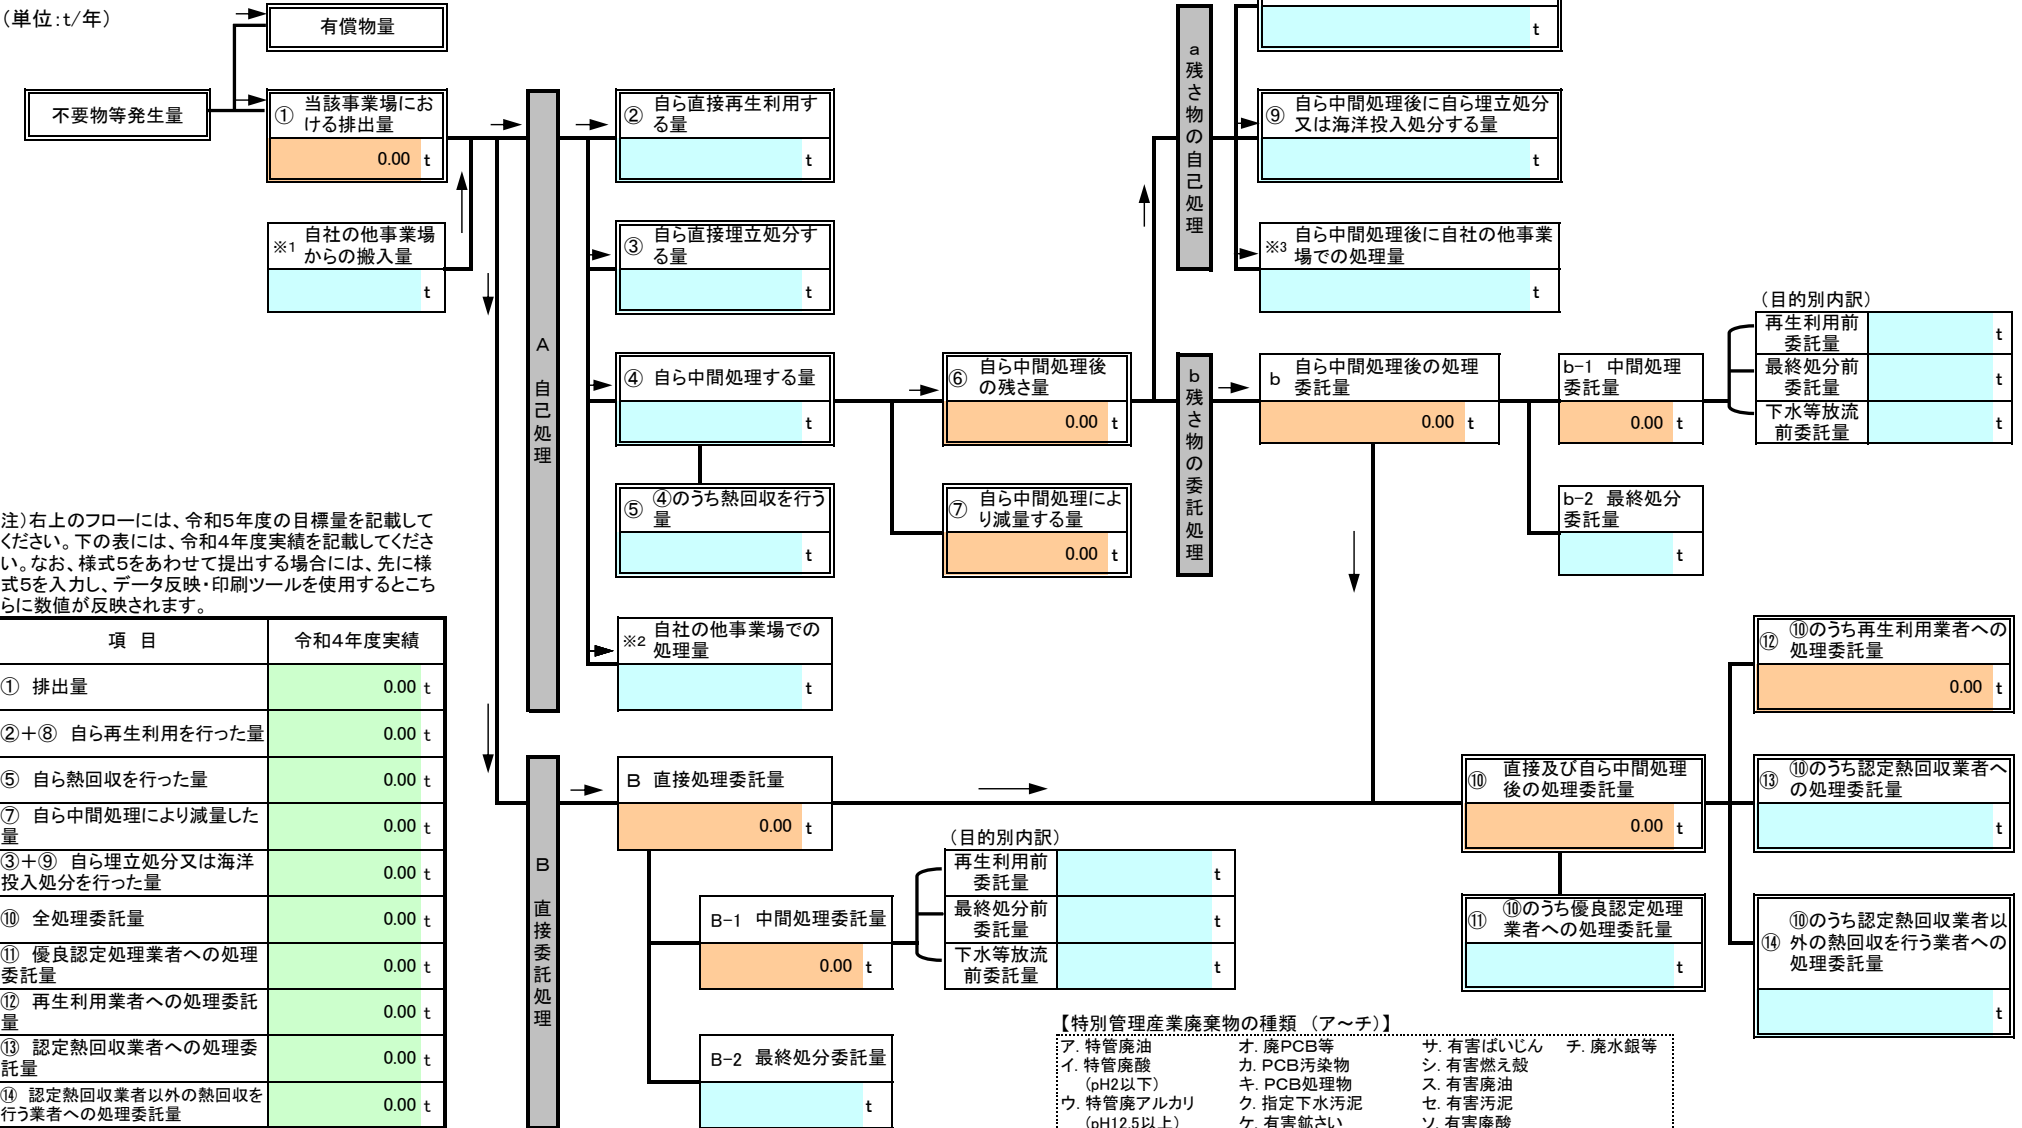 （単位：t/年）
有償物量
不要物等発生量
① 当該事業場にお
ける排出量
0.00 t
※1 自社の他事業場
からの搬入量
t
A 自己処理
② 自ら直接再生利用す
る量
t
③ 自ら直接埋立処分す
る量
t
④ 自ら中間処理する量
t
⑤ ④のうち熱回収を行う
量
t
※2 自社の他事業場での
処理量
t
⑥ 自ら中間処理後
の残さ量
0.00 t
⑦ 自ら中間処理によ
り減量する量
0.00 t
a 残さ物の自己処理
t
⑨ 自ら中間処理後に自ら埋立処分
又は海洋投入処分する量
t
※3 自ら中間処理後に自社の他事業
場での処理量
t
b 残さ物の委託処理
b 自ら中間処理後の処理
委託量
0.00 t
b-1 中間処理
委託量
0.00 t
b-2 最終処分
委託量
t
（目的別内訳）
再生利用前
委託量
t
最終処分前
委託量
t
下水等放流
前委託量
t
注）右上のフローには、令和5年度の目標量を記載して
ください。下の表には、令和4年度実績を記載してくださ
い。なお、様式5をあわせて提出する場合には、先に様
式5を入力し、データ反映・印刷ツールを使用するとこち
らに数値が反映されます。
項 目 令和4年度実績
① 排出量 0.00 t
②＋⑧ 自ら再生利用を行った量 0.00 t
⑤ 自ら熱回収を行った量 0.00 t
⑦ 自ら中間処理により減量した
量 0.00 t
③＋⑨ 自ら埋立処分又は海洋
投入処分を行った量 0.00 t
⑩ 全処理委託量 0.00 t
⑪ 優良認定処理業者への処理
委託量 0.00 t
⑫ 再生利用業者への処理委託
量 0.00 t
⑬ 認定熱回収業者への処理委
託量 0.00 t
⑭ 認定熱回収業者以外の熱回収を
行う業者への処理委託量 0.00 t
B 直接委託処理
B 直接処理委託量
0.00 t
B-1 中間処理委託量
0.00 t
B-2 最終処分委託量
t
（目的別内訳）
再生利用前
委託量
t
最終処分前
委託量
t
下水等放流
前委託量
t
⑩ 直接及び自ら中間処理
後の処理委託量
0.00 t
⑪ ⑩のうち優良認定処理
業者への処理委託量
t
⑫ ⑩のうち再生利用業者への
処理委託量
0.00 t
⑬ ⑩のうち認定熱回収業者へ
の処理委託量
t
⑭ ⑩のうち認定熱回収業者以
外の熱回収を行う業者への
処理委託量
t
【特別管理産業廃棄物の種類 （ア～チ）】
ア. 特管廃油 オ. 廃PCB等 サ. 有害ばいじん チ. 廃水銀等
イ. 特管廃酸 カ. PCB汚染物 シ. 有害燃え殻
（pH2以下） キ. PCB処理物 ス. 有害廃油
ウ. 特管廃アルカリ ク. 指定下水汚泥 セ. 有害汚泥
（pH12.5以上） ケ. 有害鉱さい ソ. 有害廃酸